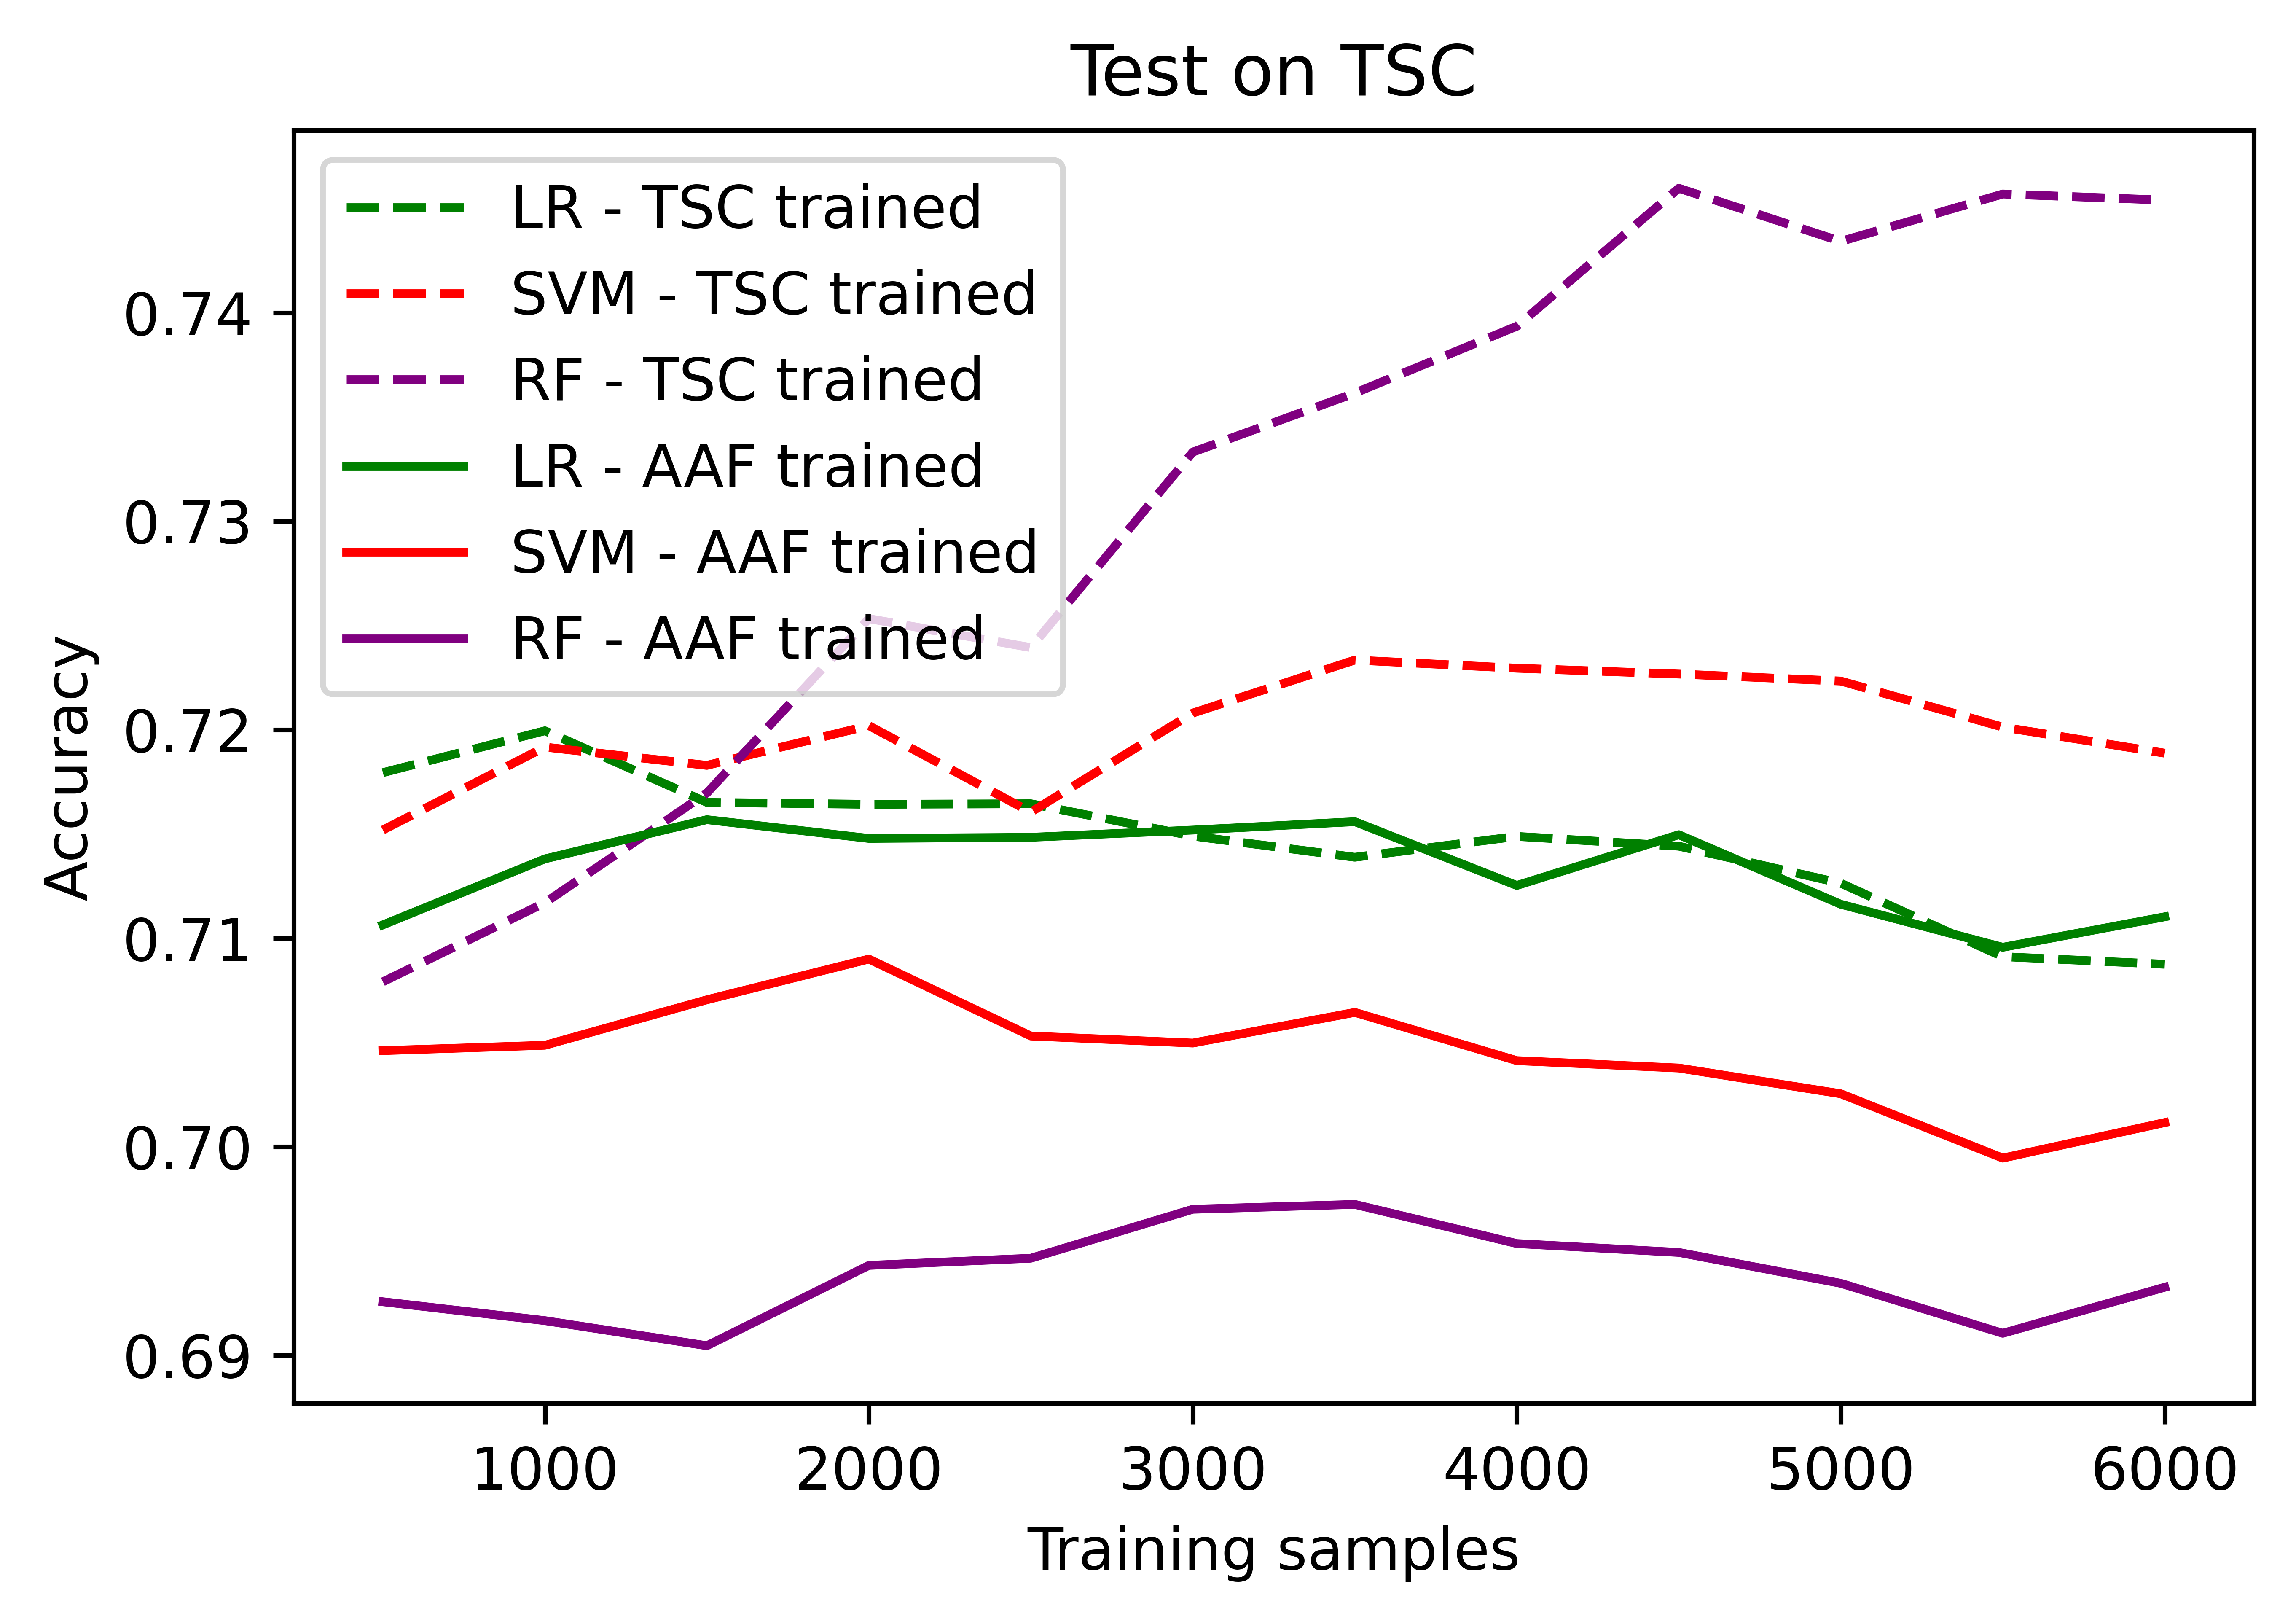 Test on TSC
LR - TSC trained
SVM - TSC trained
RF - TSC trained
LR - AAF trained
SVM - AAF trained
RF - AAF trained
Accuracy
0.74
0.73
0.72
0.71
0.70
0.69
1000 2000 3000 4000 5000 6000
Training samples